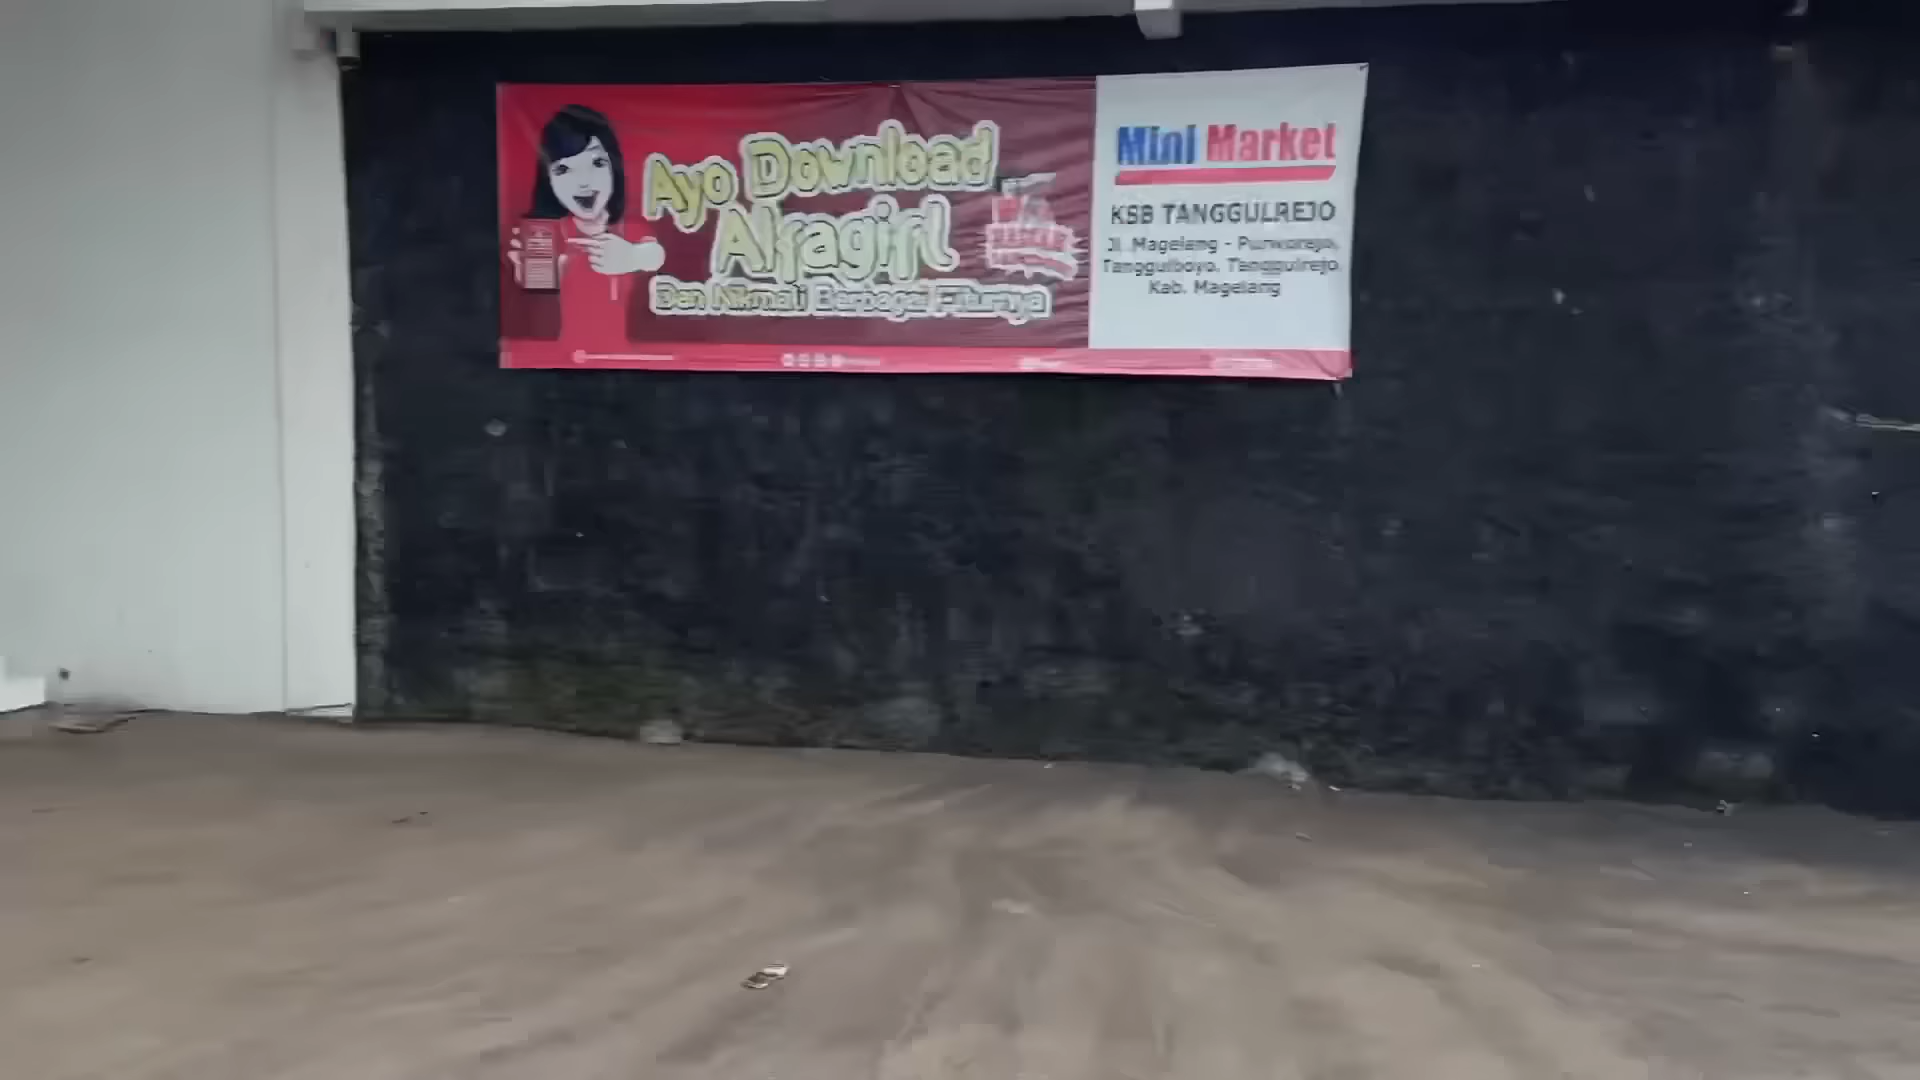 Ayo Download
Alfagift
Dan Nikmati Berbagai Fiturnya
Mini Market
KSB TANGGULREJO
Jl. Magelang - Purworejo,
Tanggulboyo, Tanggulrejo
Kab. Magelang